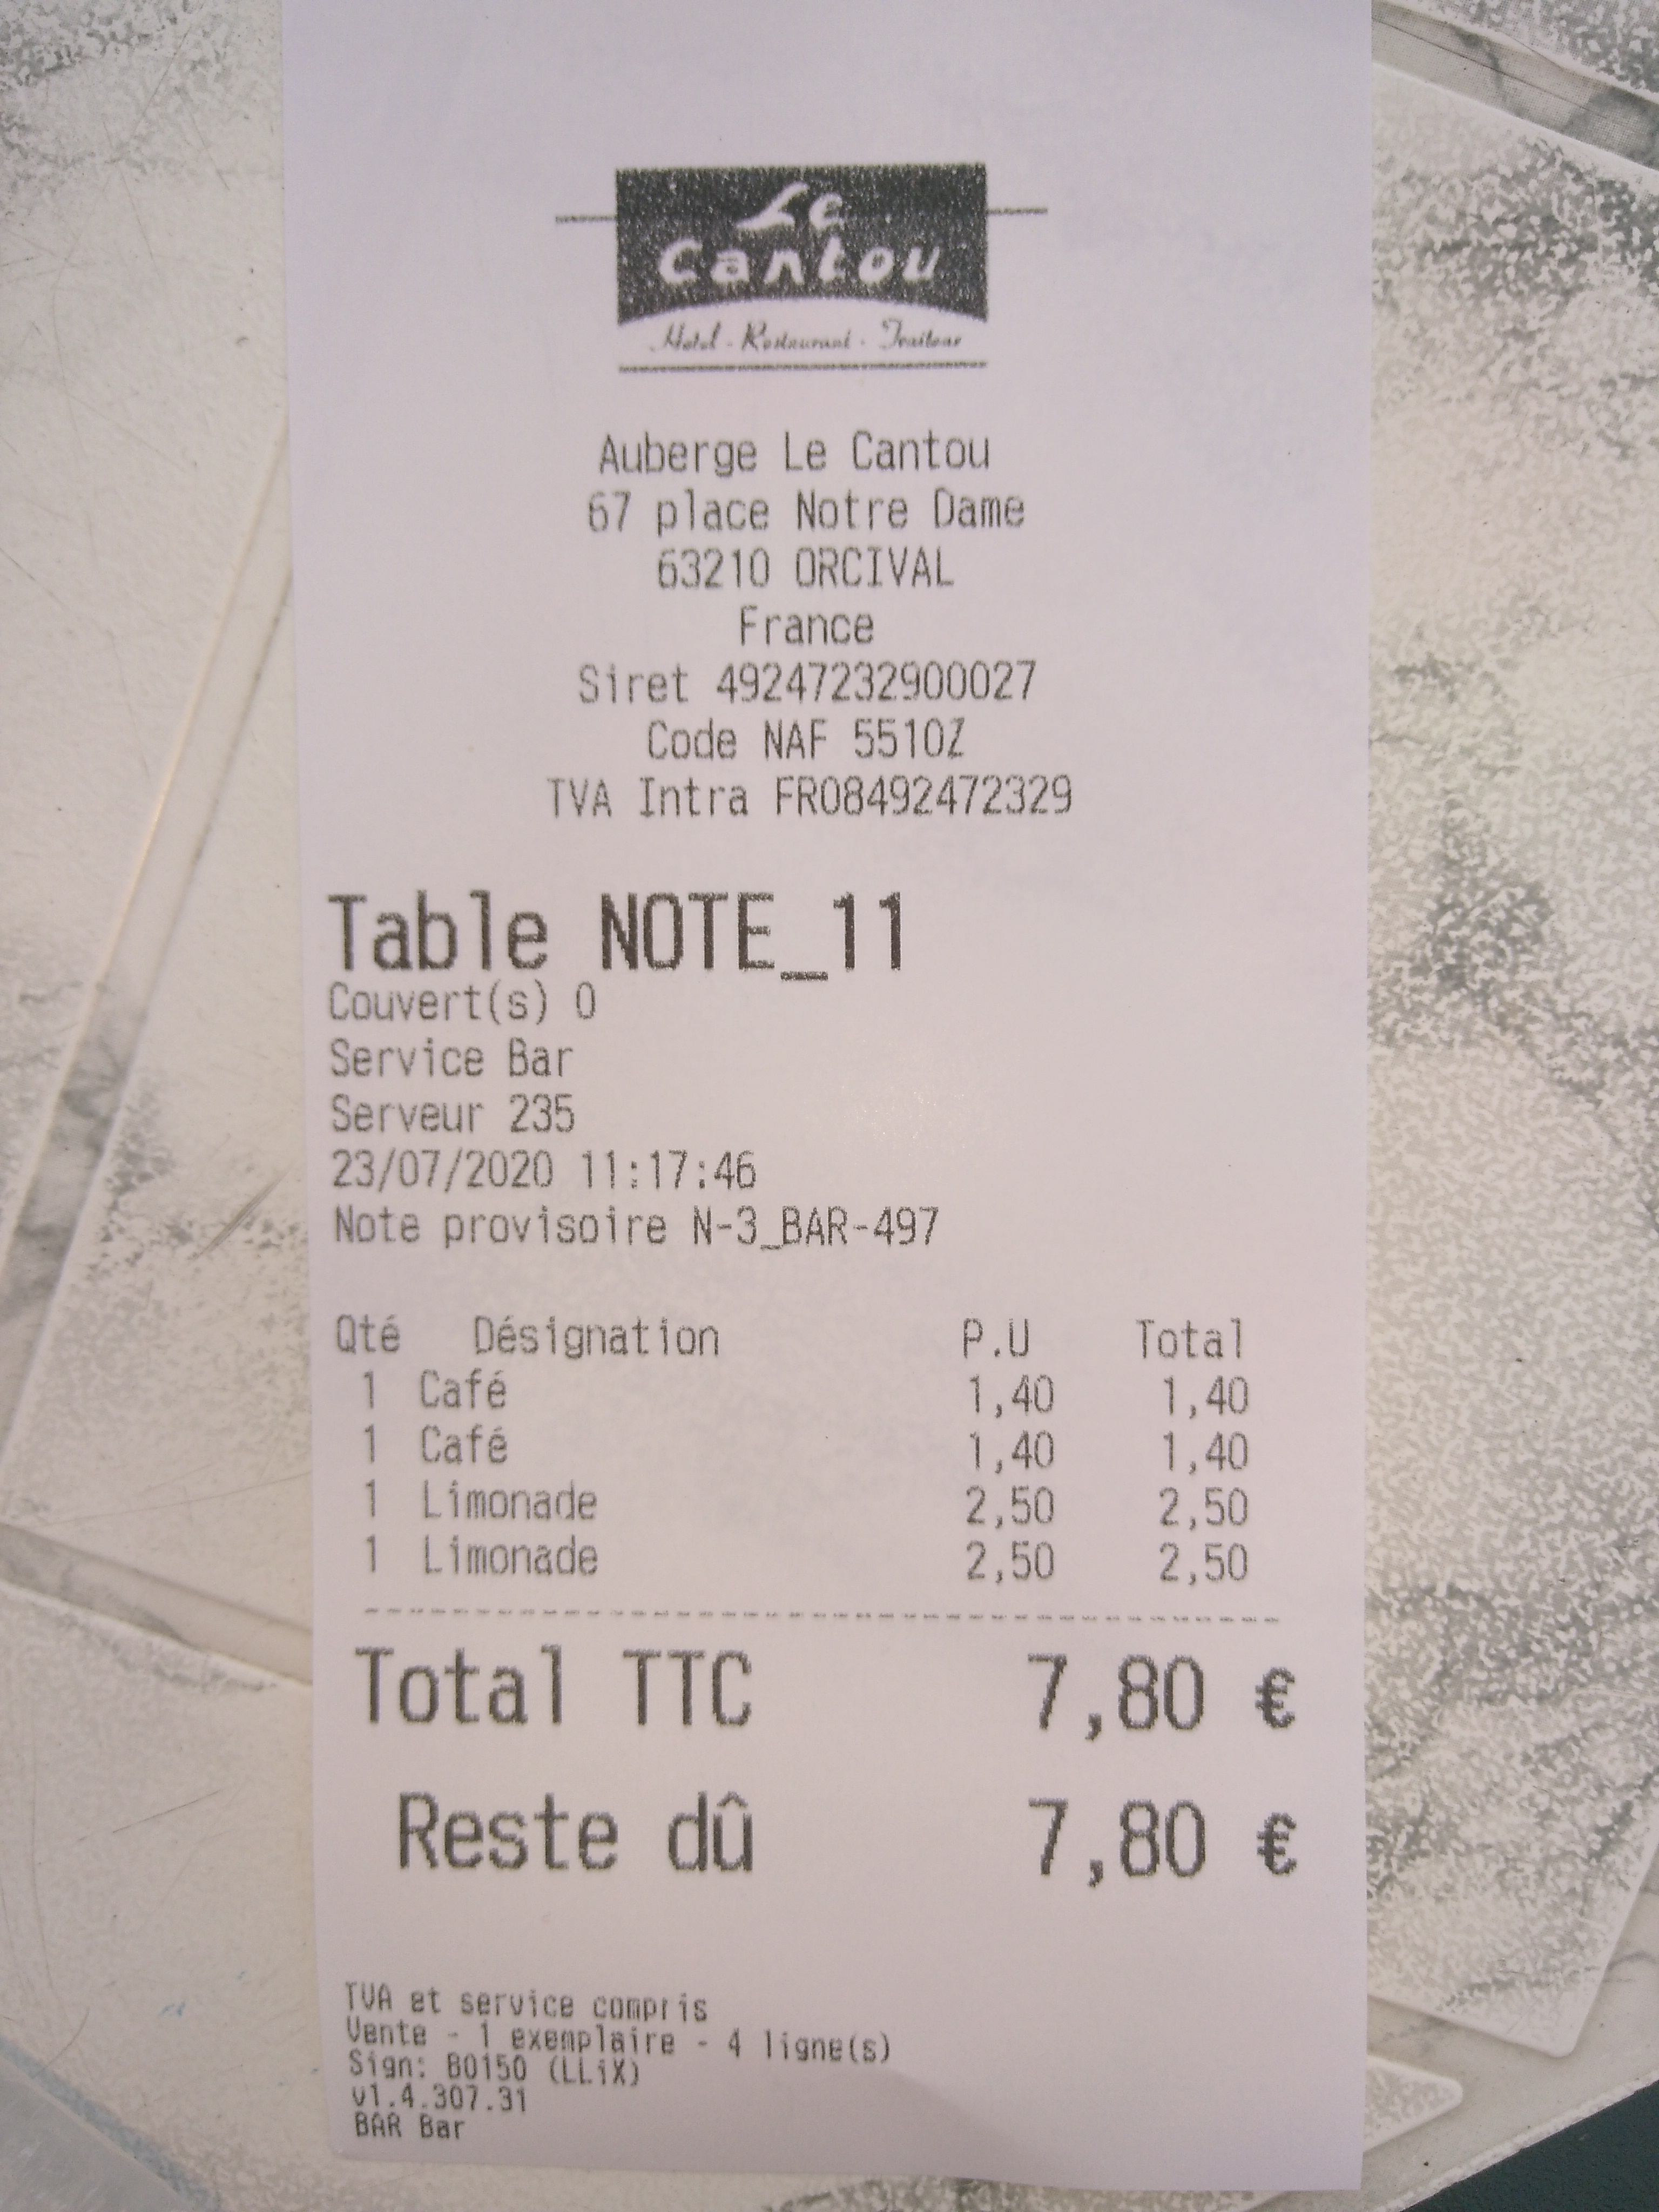 Le
Cantou
Hotel - Restaurant - Traiteur
Auberge Le Cantou
67 place Notre Dame
63210 ORCIVAL
France
Siret 49247232900027
Code NAF 5510Z
TVA Intra FR08492472329
Table NOTE_11
Couvert(s) 0
Service Bar
Serveur 235
23/07/2020 11:17:46
Note provisoire N-3_BAR-497
Qté Désignation P.U Total
1 Café 1,40 1,40
1 Café 1,40 1,40
1 Limonade 2,50 2,50
1 Limonade 2,50 2,50
Total TTC 7,80 €
Reste dû 7,80 €
TVA et service compris
Vente - 1 exemplaire - 4 ligne(s)
Sign: B0150 (LLiX)
v1.4.307.31
BAR Bar